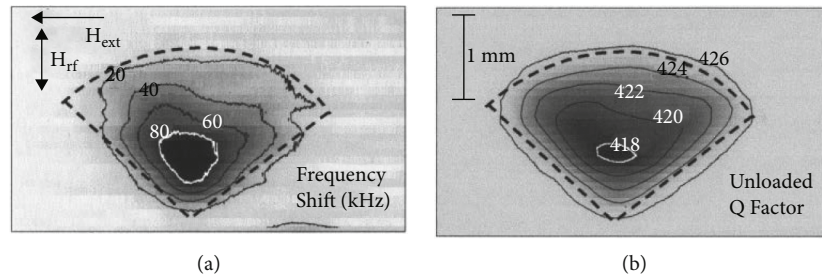 H_ext
H_rf
20
40
60
80
Frequency
Shift (kHz)
(a)
1 mm
426
424
422
420
418
Unloaded
Q Factor
(b)